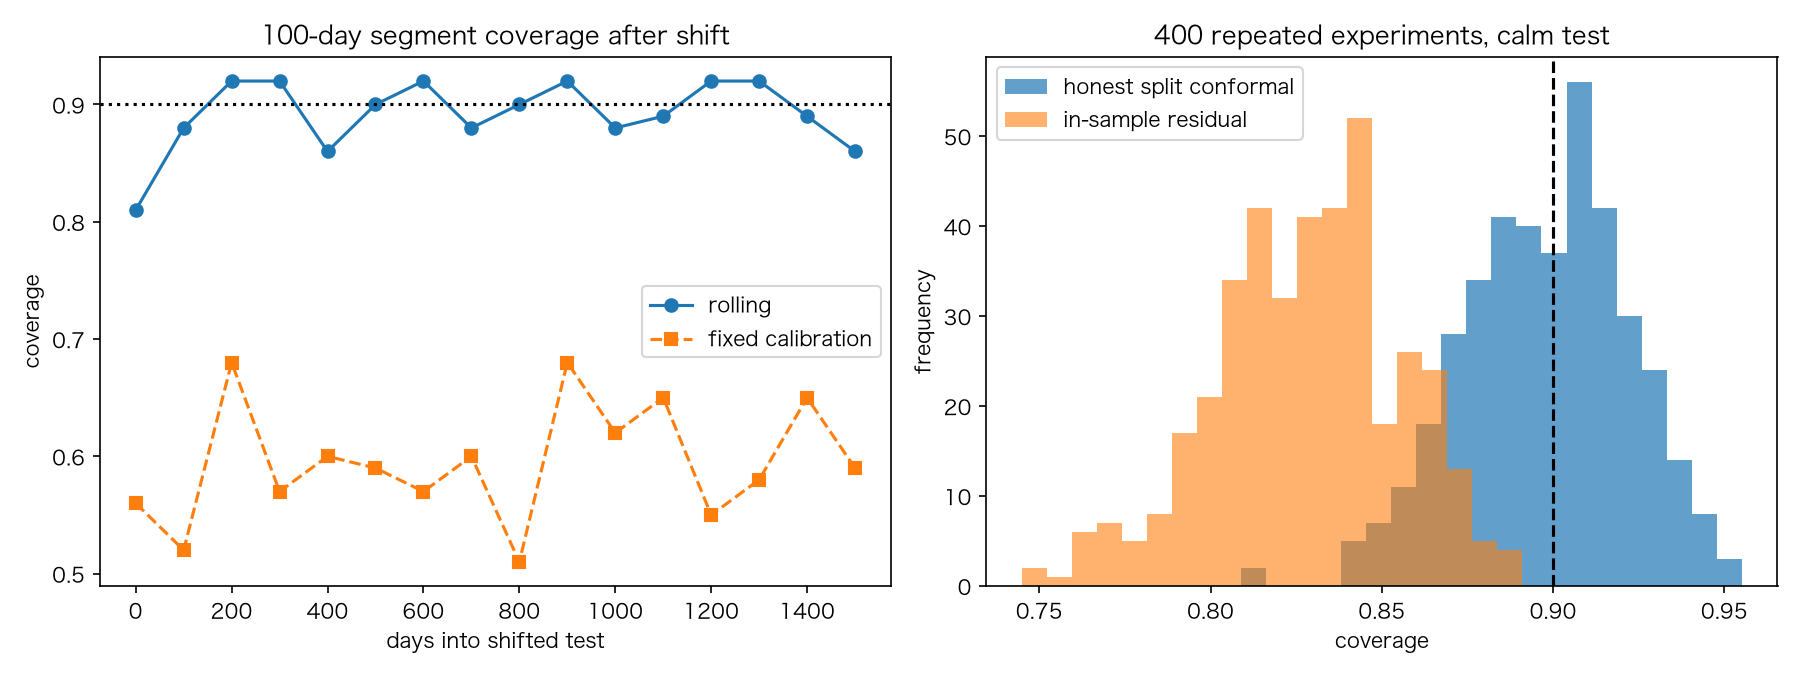 100-day segment coverage after shift
0.9
0.8
0.7
0.6
0.5
coverage
rolling
fixed calibration
0 200 400 600 800 1000 1200 1400
days into shifted test
400 repeated experiments, calm test
honest split conformal
in-sample residual
50
40
30
20
10
0
frequency
0.75 0.80 0.85 0.90 0.95
coverage